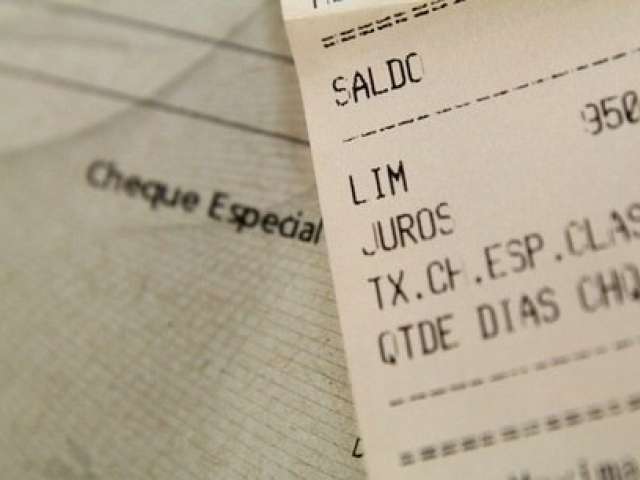 Cheque Especial
SALDO
950
LIM
JUROS
TX.CH.ESP.CLAS
QTDE DIAS CHQ